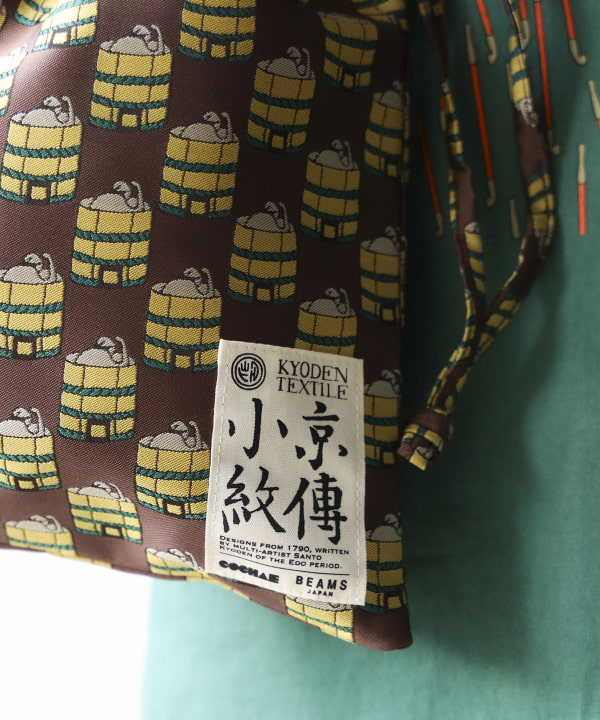 KYODEN
TEXTILE
京傳
小紋
DESIGNS FROM 1790, WRITTEN
BY MULTI-ARTIST SANTO
KYODEN OF THE EDO PERIOD.
COCHAE BEAMS
JAPAN